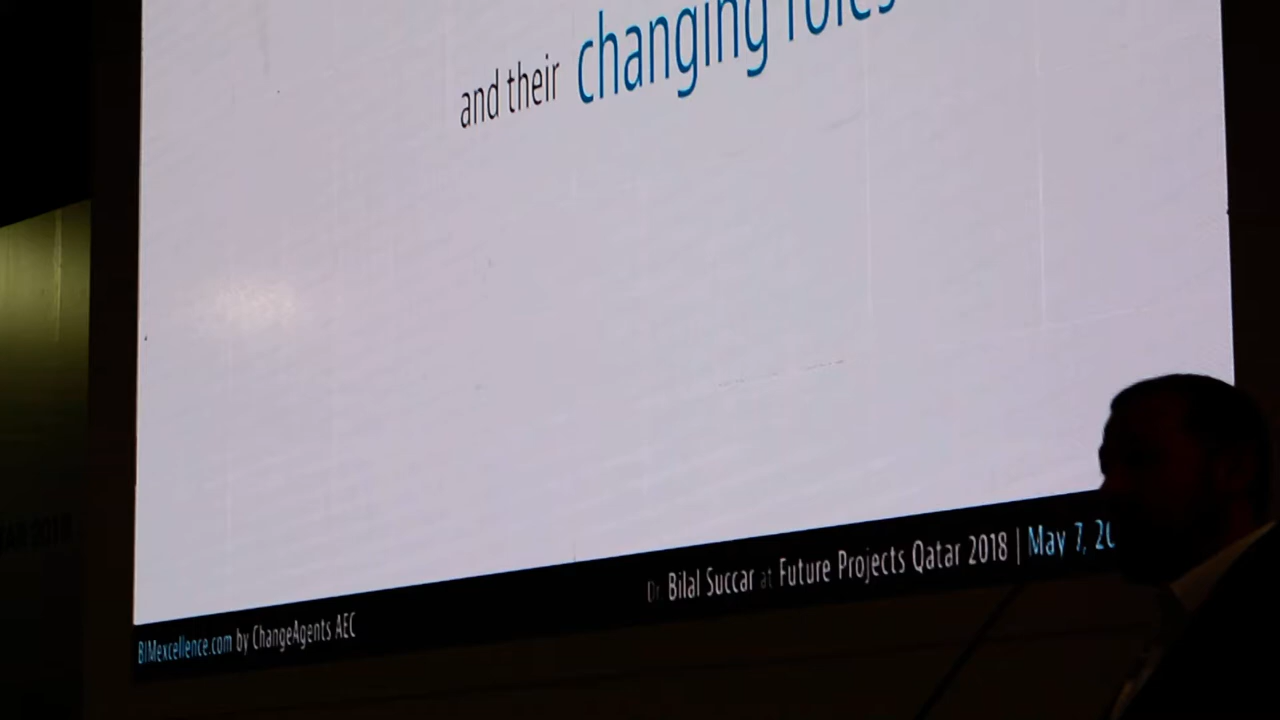 and their changing roles
Dr. Bilal Succar at Future Projects Qatar 2018 | May 7, 20
BIMexcellence.com by ChangeAgents AEC